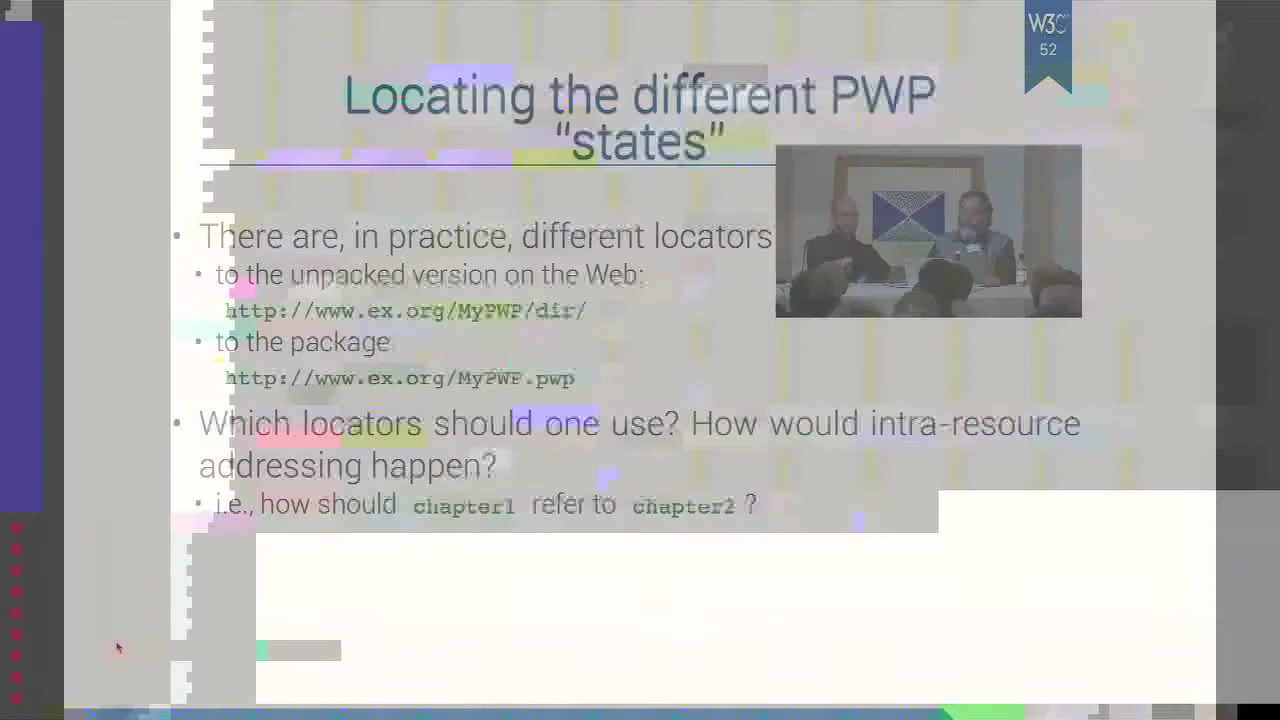 W3C
52
Locating the different PWP
“states”
• There are, in practice, different locators
• to the unpacked version on the Web:
http://www.ex.org/MyPWP/dir/
• to the package
http://www.ex.org/MyPWP.pwp
• Which locators should one use? How would intra-resource
addressing happen?
• i.e., how should chapter1 refer to chapter2 ?